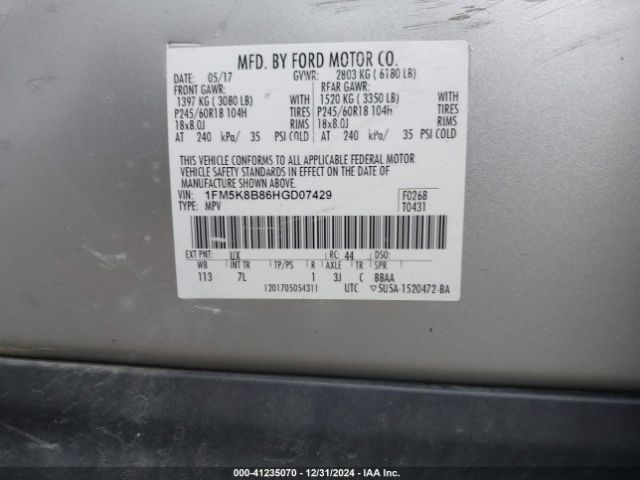 MFD. BY FORD MOTOR CO.
DATE: 05/17 GVWR: 2803 KG ( 6180 LB)
FRONT GAWR: RFAR GAWR:
1397 KG ( 3080 LB) WITH 1520 KG ( 3350 LB) WITH
P245/60R18 104H TIRES P245/60R18 104H TIRES
18x8.0J RIMS 18x8.0J RIMS
AT 240 kPa/ 35 PSI COLD AT 240 kPa/ 35 PSI COLD
THIS VEHICLE CONFORMS TO ALL APPLICABLE FEDERAL MOTOR
VEHICLE SAFETY STANDARDS IN EFFECT ON THE DATE OF
MANUFACTURE SHOWN ABOVE.
VIN: 1FM5K8B86HGD07429 F0268
TYPE: MPV T0431
EXT PNT: UX RC: 44 DSO:
WB INT TR TP/PS R AXLE TR SPR
113 7L 1 3J C BBAA
1201705054311 UTC ▽5U5A-1520472-BA
000-41235070 - 12/31/2024 - IAA Inc.